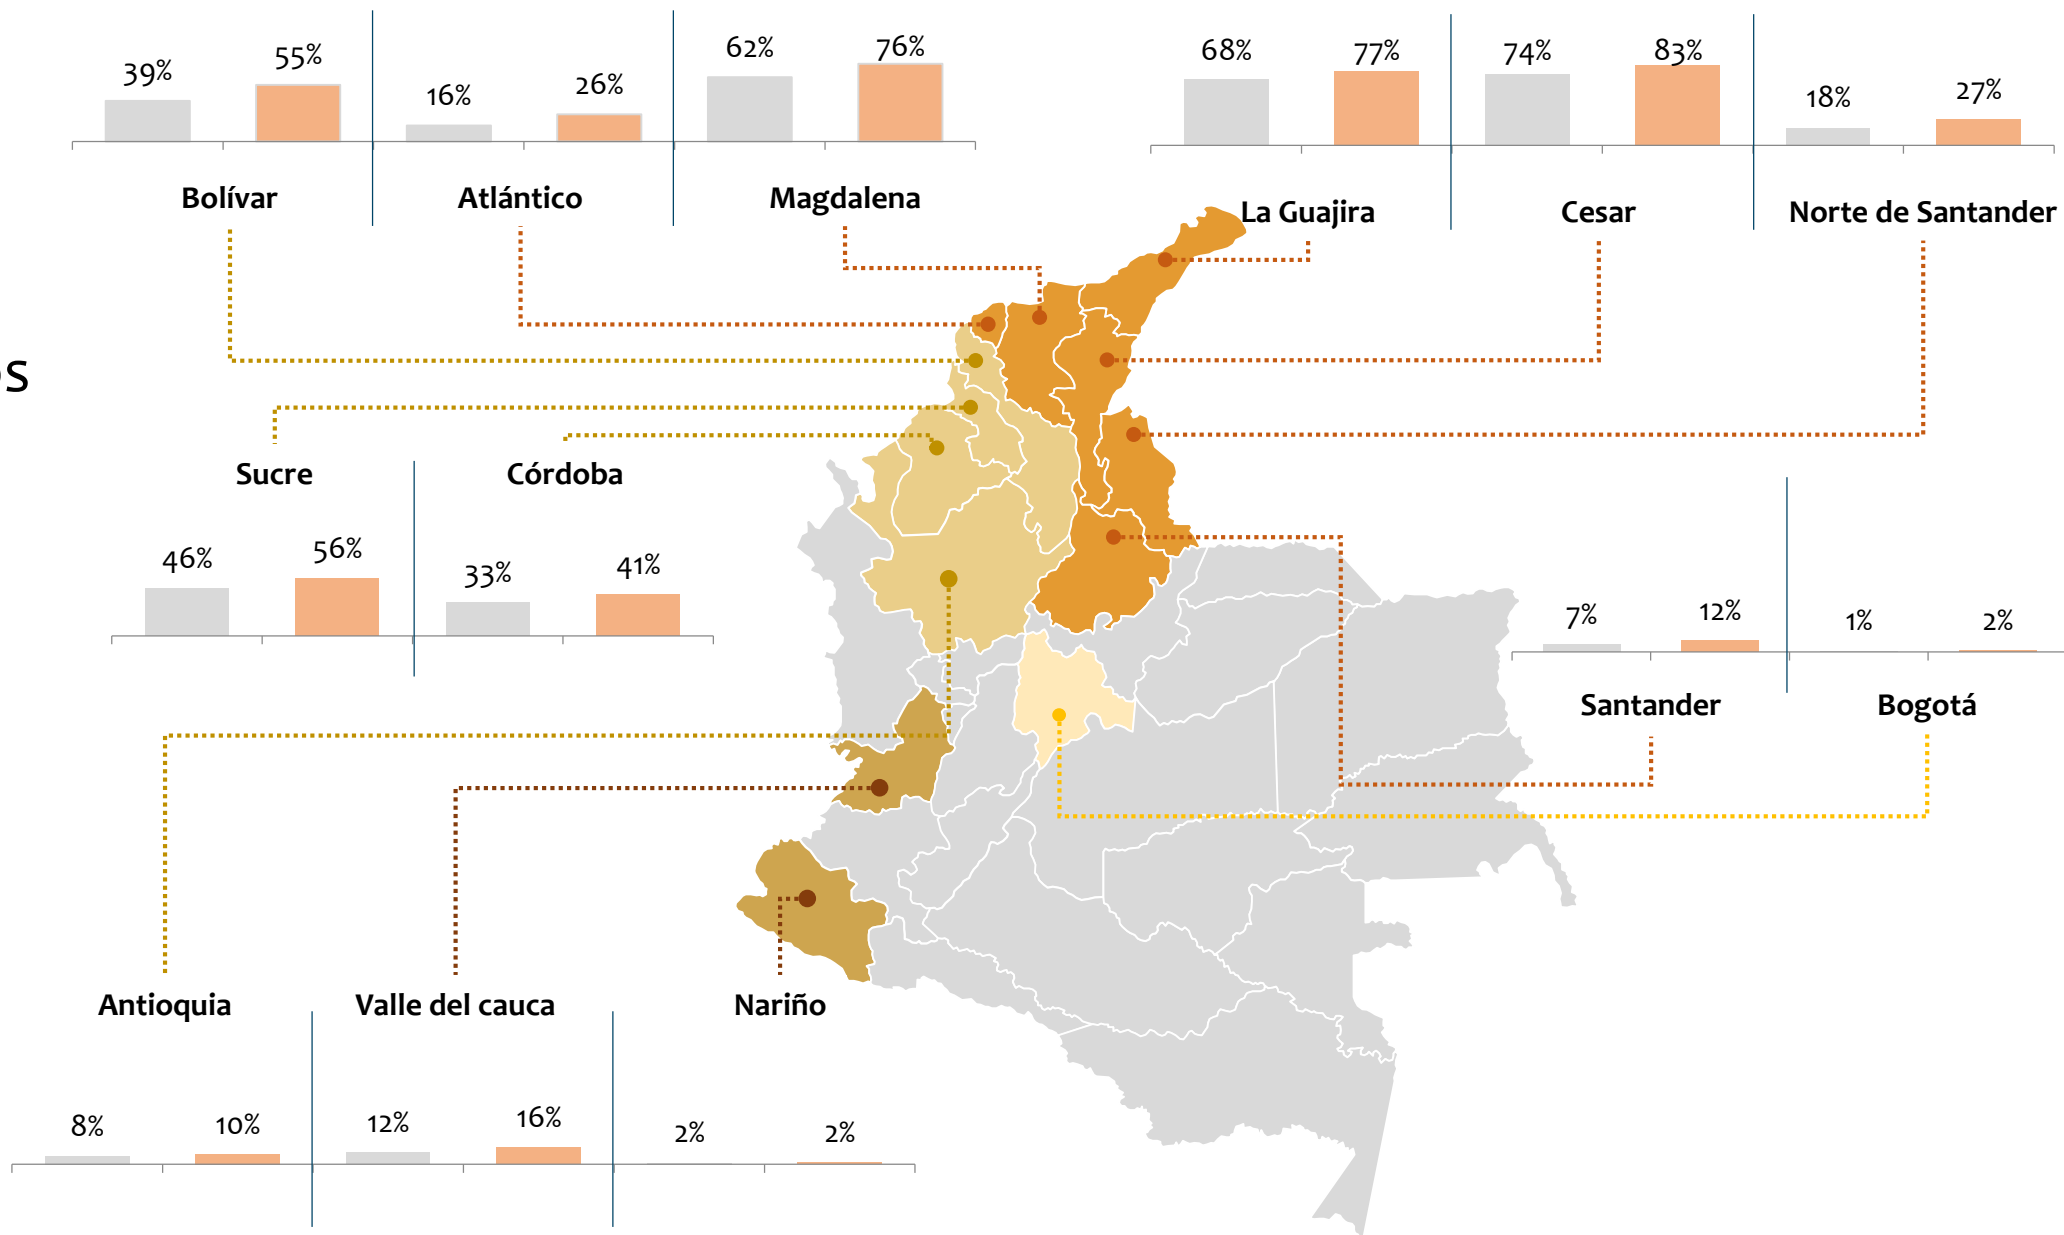 39% 55% 16% 26% 62% 76%
Bolívar Atlántico Magdalena
68% 77% 74% 83% 18% 27%
La Guajira Cesar Norte de Santander
os
Sucre Córdoba
46% 56% 33% 41%
7% 12% 1% 2%
Santander Bogotá
Antioquia Valle del cauca Nariño
8% 10% 12% 16% 2% 2%